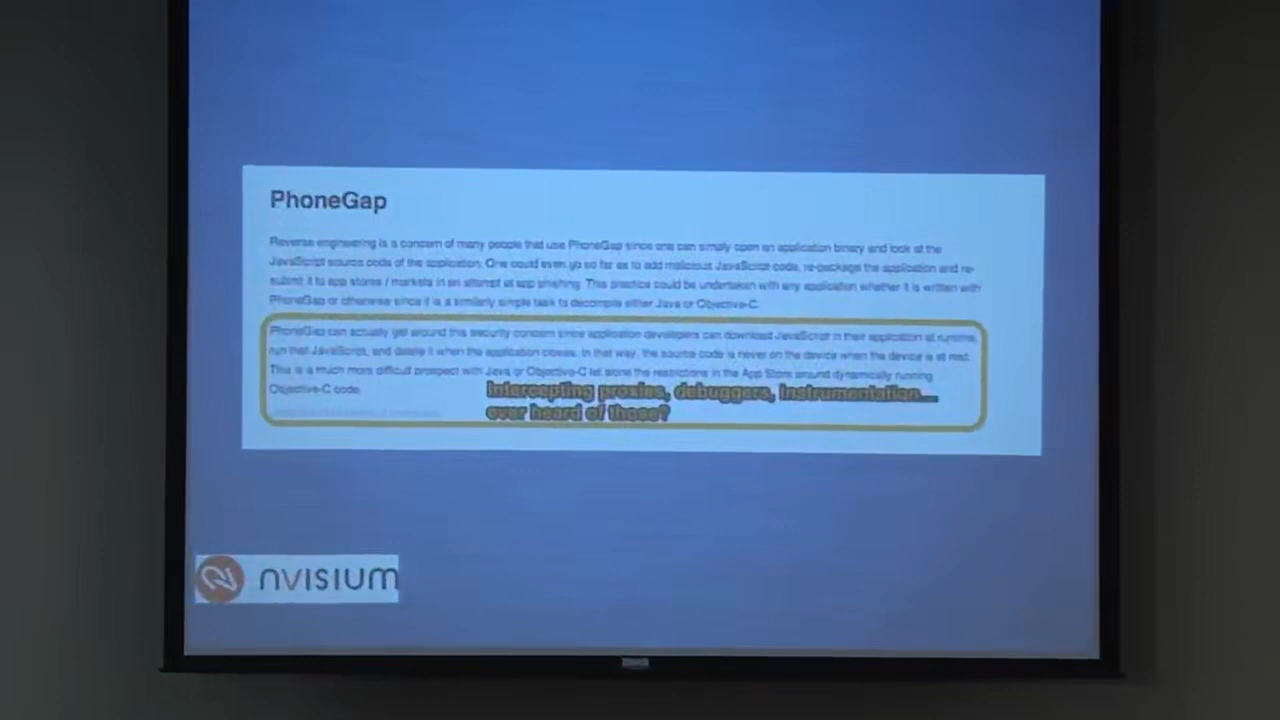 PhoneGap
Reverse engineering is a concern of many people that use PhoneGap since one can simply open an application binary and look at the
JavaScript source code of the application. One could even go so far as to add malicious JavaScript code, re-package the application and re-
submit it to app stores / markets in an attempt at app phishing. This practice could be undertaken with any application whether it is written with
PhoneGap or otherwise since it is a similarly simple task to decompile either Java or Objective-C.
PhoneGap can actually get around this security concern since application developers can download JavaScript in their application at runtime,
run that JavaScript, and delete it when the application closes. In that way, the source code is never on the device when the device is at rest.
This is a much more difficult prospect with Java or Objective-C let alone the restrictions in the App Store around dynamically running
Objective-C code.
Intercepting proxies, debuggers, instrumentation...
ever heard of those?
nVISIUM